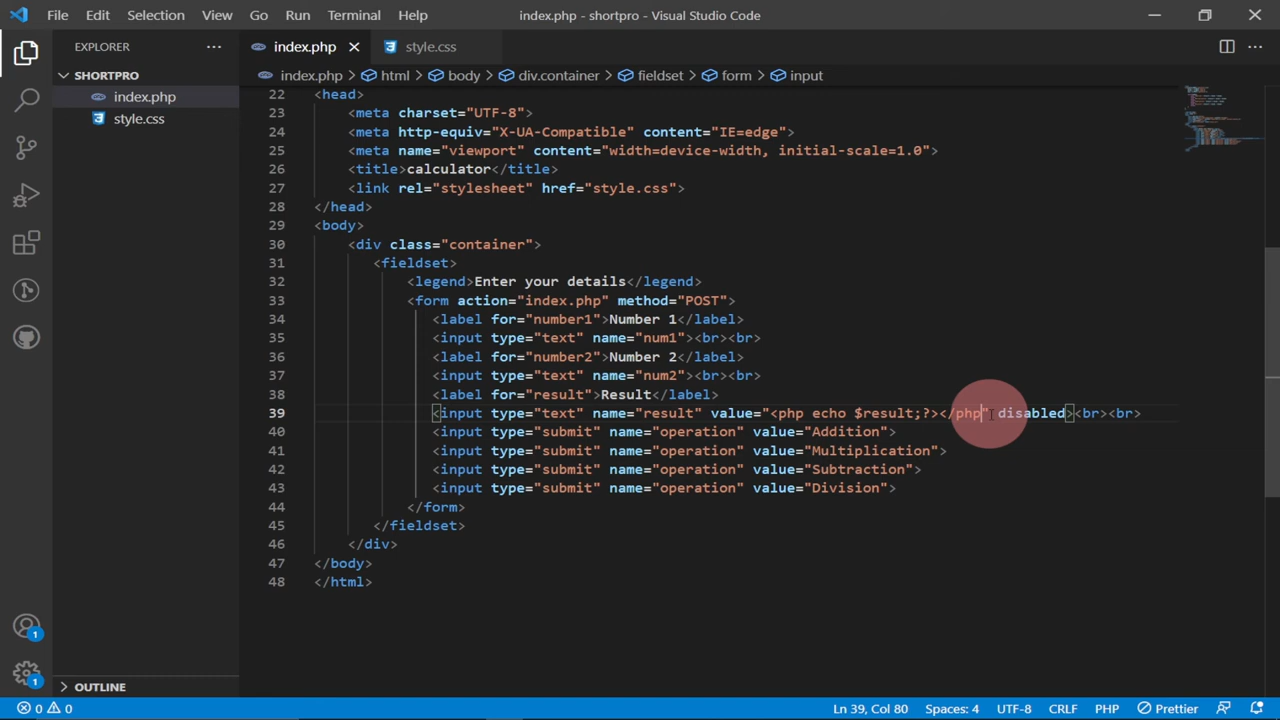 File Edit Selection View Go Run Terminal Help index.php - shortpro - Visual Studio Code
EXPLORER
index.php
style.css
SHORTPRO
index.php
style.css
index.php > html > body > div.container > fieldset > form > input
22 <head>
23 <meta charset="UTF-8">
24 <meta http-equiv="X-UA-Compatible" content="IE=edge">
25 <meta name="viewport" content="width=device-width, initial-scale=1.0">
26 <title>calculator</title>
27 <link rel="stylesheet" href="style.css">
28 </head>
29 <body>
30 <div class="container">
31 <fieldset>
32 <legend>Enter your details</legend>
33 <form action="index.php" method="POST">
34 <label for="number1">Number 1</label>
35 <input type="text" name="num1"><br><br>
36 <label for="number2">Number 2</label>
37 <input type="text" name="num2"><br><br>
38 <label for="result">Result</label>
39 <input type="text" name="result" value="<php echo $result;?></php" disabled><br><br>
40 <input type="submit" name="operation" value="Addition">
41 <input type="submit" name="operation" value="Multiplication">
42 <input type="submit" name="operation" value="Subtraction">
43 <input type="submit" name="operation" value="Division">
44 </form>
45 </fieldset>
46 </div>
47 </body>
48 </html>
1
1
OUTLINE
0 0 Ln 39, Col 80 Spaces: 4 UTF-8 CRLF PHP Prettier